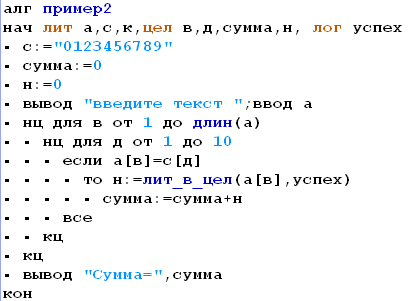 алг пример2
нач лит а,с,к,цел в,д,сумма,н, лог успех
• с:="0123456789"
• сумма:=0
• н:=0
• вывод "введите текст ";ввод а
• нц для в от 1 до длин(а)
• • нц для д от 1 до 10
• • • если а[в]=с[д]
• • • • то н:=лит_в_цел(а[в],успех)
• • • • • сумма:=сумма+н
• • • все
• • кц
• кц
• вывод "Сумма=",сумма
кон